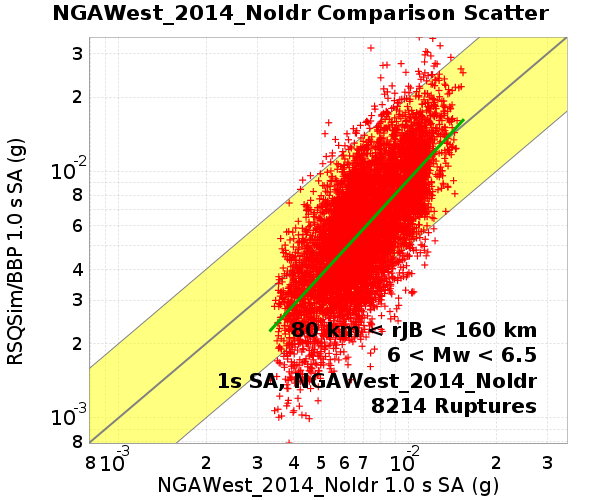 NGAWest_2014_NoIdr Comparison Scatter
RSQSim/BBP 1.0 s SA (g)
3
2
10⁻²
8
6
4
3
2
10⁻³
8
80 km < rJB < 160 km
6 < Mw < 6.5
1s SA, NGAWest_2014_NoIdr
8214 Ruptures
8 10⁻³ 2 3 4 5 6 7 10⁻² 2 3
NGAWest_2014_NoIdr 1.0 s SA (g)